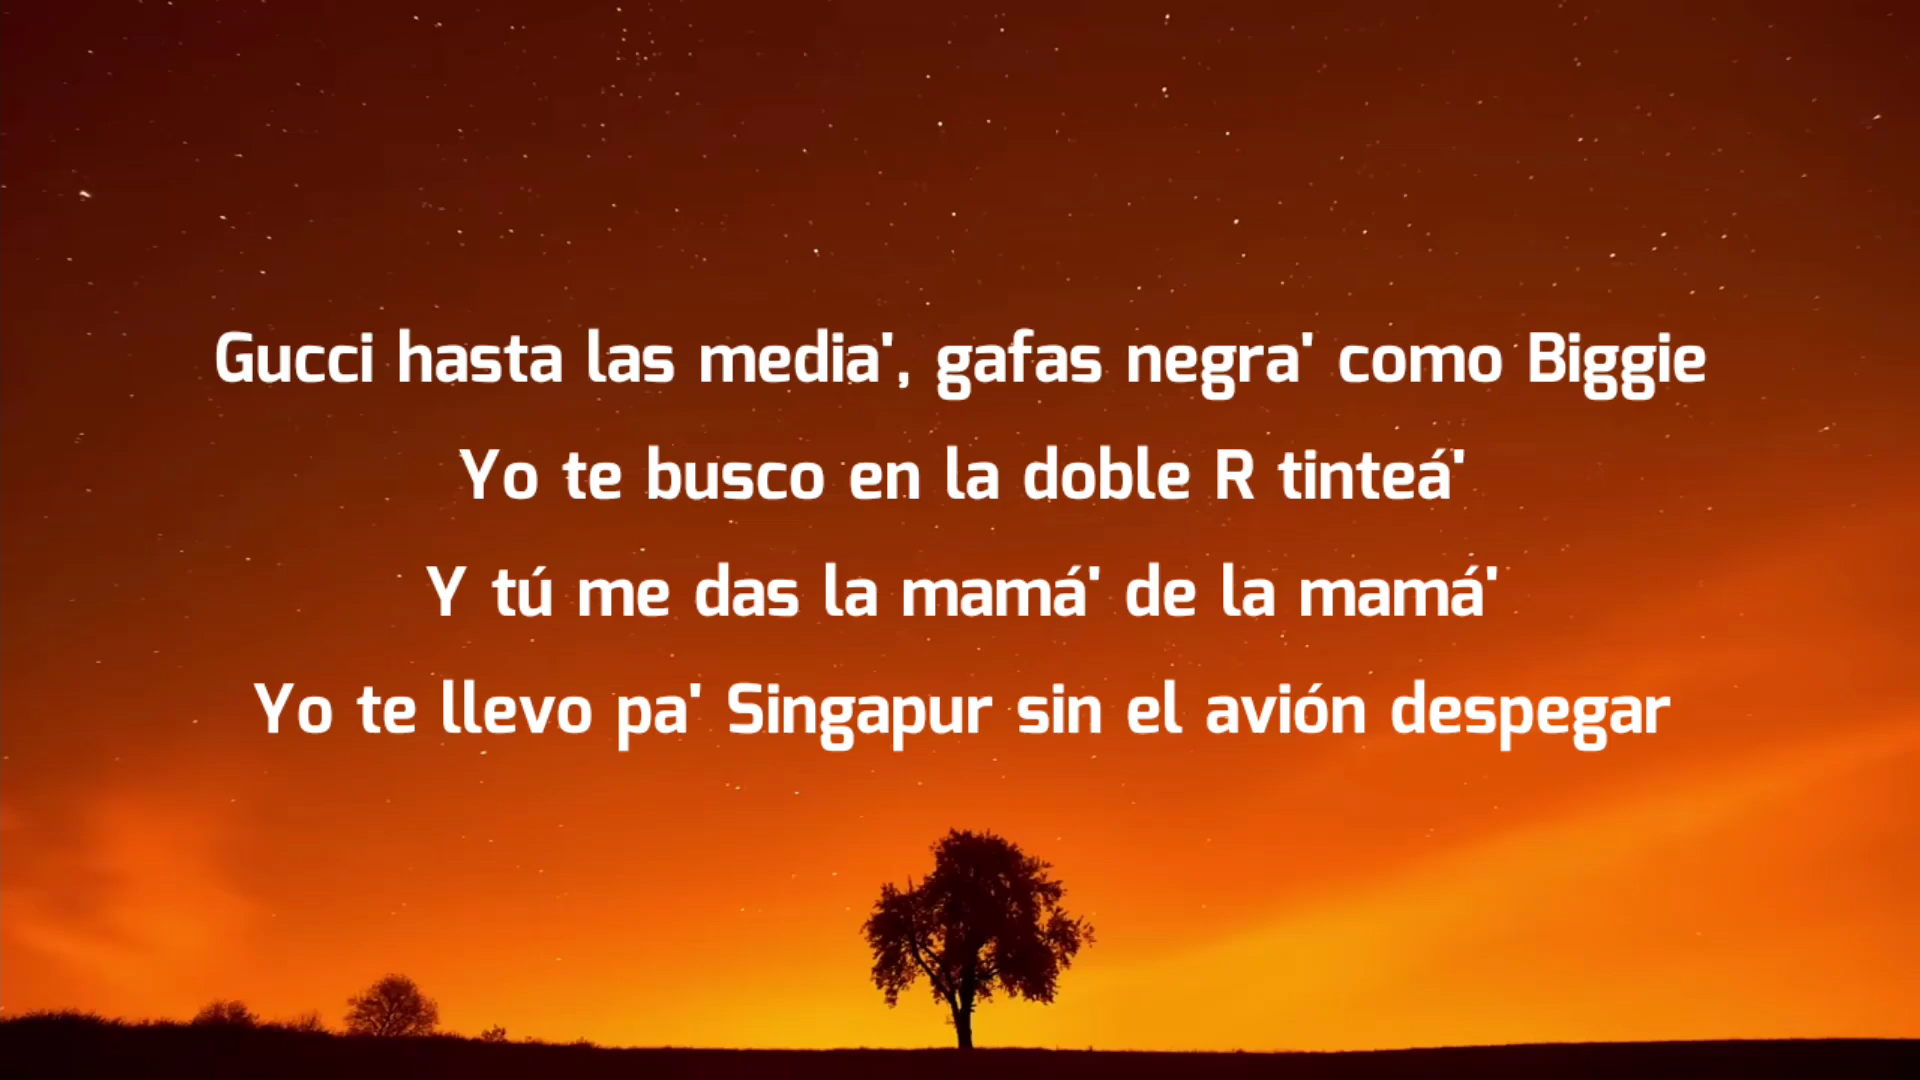 Gucci hasta las media', gafas negra' como Biggie
Yo te busco en la doble R tinteá'
Y tú me das la mamá' de la mamá'
Yo te llevo pa' Singapur sin el avión despegar